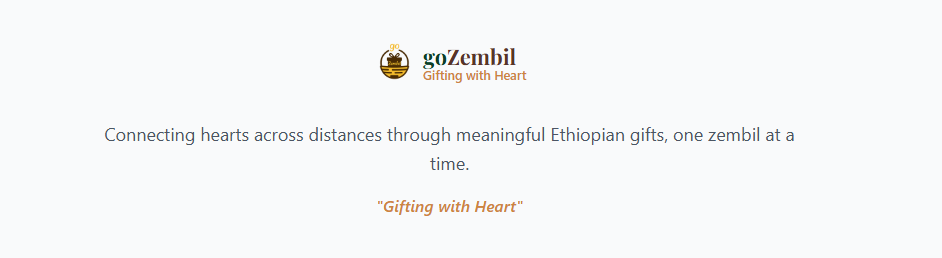 go
goZembil
Gifting with Heart
Connecting hearts across distances through meaningful Ethiopian gifts, one zembil at a
time.
"Gifting with Heart"